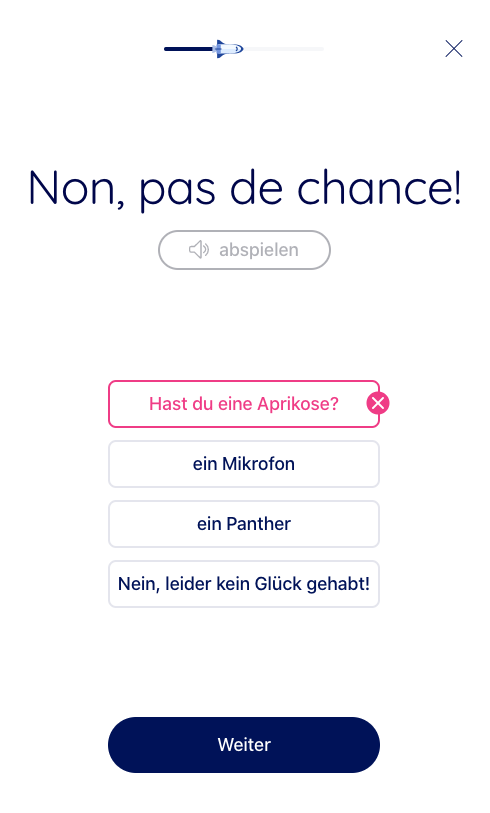 Non, pas de chance!
abspielen
Hast du eine Aprikose?
ein Mikrofon
ein Panther
Nein, leider kein Glück gehabt!
Weiter